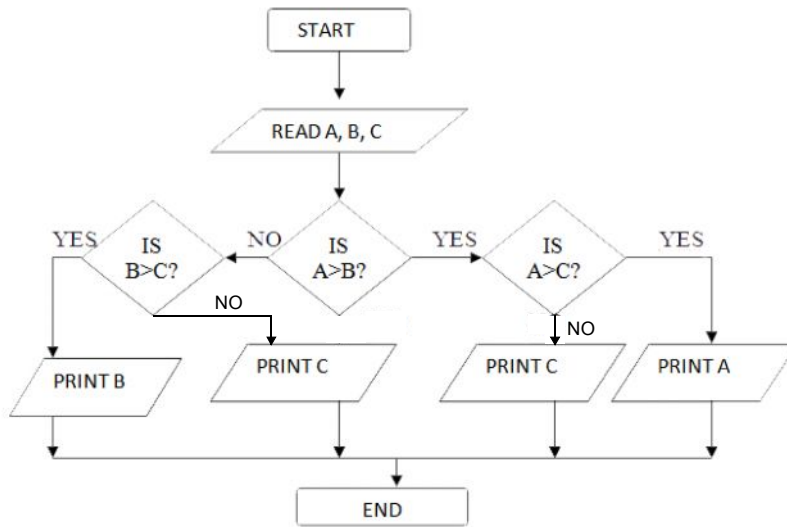 START
READ A, B, C
YES
IS
B>C?
NO
IS
A>B?
YES
IS
A>C?
YES
NO
NO
PRINT B
PRINT C
PRINT C
PRINT A
END